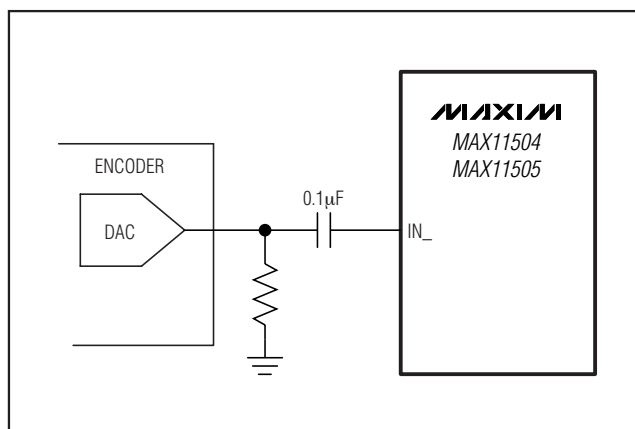 MAXIM
MAX11504
MAX11505
ENCODER
DAC
0.1μF
IN_